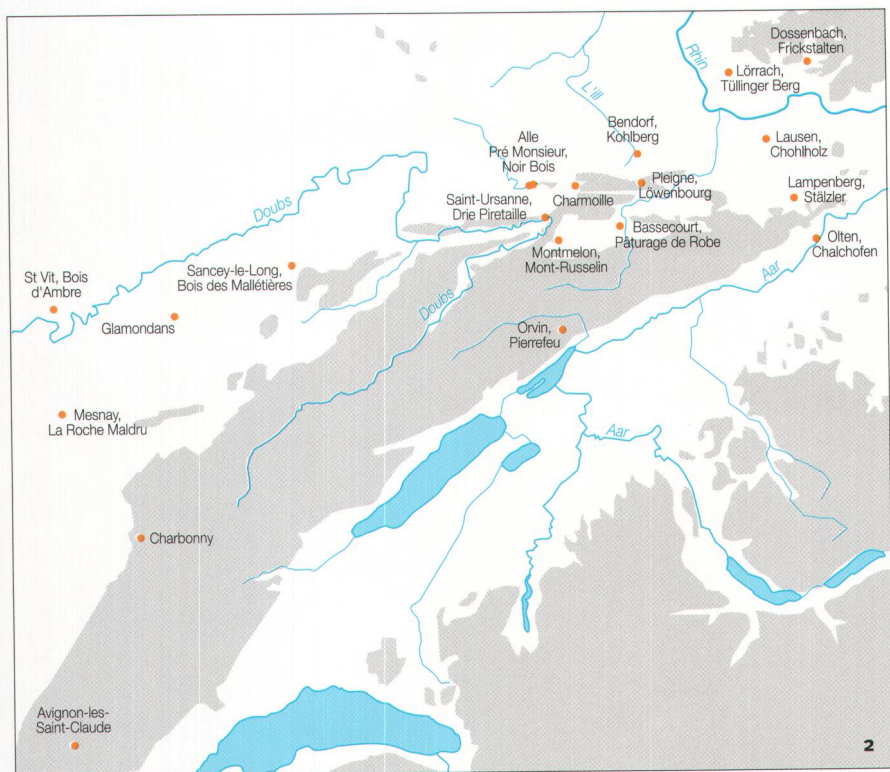 Dossenbach,
Frickstalten
Rhin
Lörrach,
Tüllinger Berg
L'ill
Bendorf,
Kohlberg
Alle
Pré Monsieur,
Noir Bois
Lausen,
Chohlholz
Pleigne,
Löwenbourg
Charmoille
Lampenberg,
Stälzler
Doubs
Saint-Ursanne,
Drie Piretaille
Bassecourt,
Pâturage de Robe
Montmelon,
Mont-Russelin
Olten,
Chalchofen
Sancey-le-Long,
Bois des Mallétières
St Vit, Bois
d'Ambre
Aar
Doubs
Glamondans
Orvin,
Pierrefeu
Mesnay,
La Roche Maldru
Aar
Charbonny
Avignon-les-
Saint-Claude
2